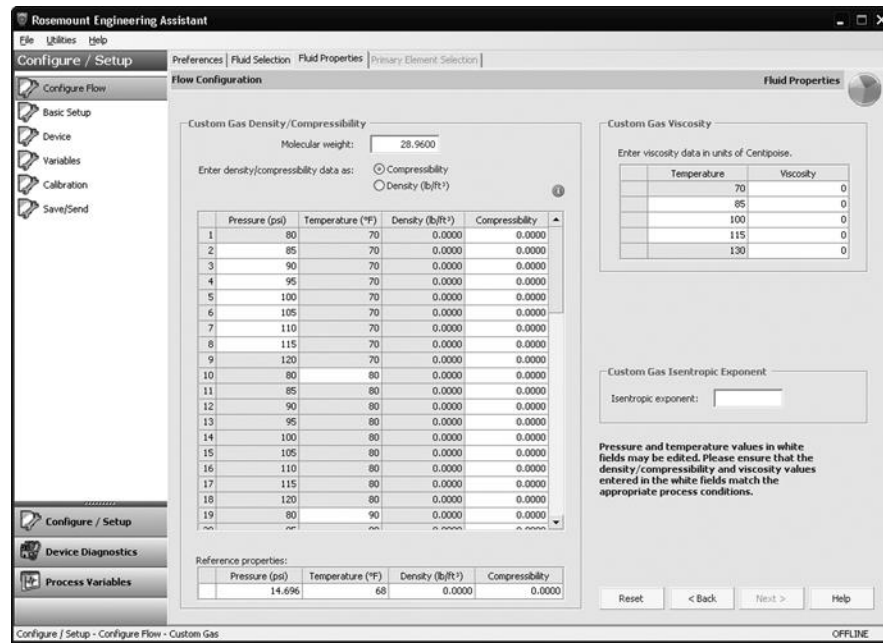 Rosemount Engineering Assistant
File Utilities Help
Configure / Setup
Configure Flow
Basic Setup
Device
Variables
Calibration
Save/Send
Configure / Setup
Device Diagnostics
Process Variables
Preferences Fluid Selection Fluid Properties Primary Element Selection
Flow Configuration Fluid Properties
Custom Gas Density/Compressibility
Molecular weight: 28.9600
Enter density/compressibility data as: Compressibility
Density (lb/ft³)
Pressure (psi) Temperature (°F) Density (lb/ft³) Compressibility
1 80 70 0.0000 0.0000
2 85 70 0.0000 0.0000
3 90 70 0.0000 0.0000
4 95 70 0.0000 0.0000
5 100 70 0.0000 0.0000
6 105 70 0.0000 0.0000
7 110 70 0.0000 0.0000
8 115 70 0.0000 0.0000
9 120 70 0.0000 0.0000
10 80 80 0.0000 0.0000
11 85 80 0.0000 0.0000
12 90 80 0.0000 0.0000
13 95 80 0.0000 0.0000
14 100 80 0.0000 0.0000
15 105 80 0.0000 0.0000
16 110 80 0.0000 0.0000
17 115 80 0.0000 0.0000
18 120 80 0.0000 0.0000
19 80 90 0.0000 0.0000
Reference properties:
Pressure (psi) Temperature (°F) Density (lb/ft³) Compressibility
14.696 68 0.0000 0.0000
Custom Gas Viscosity
Enter viscosity data in units of Centipoise.
Temperature Viscosity
70 0
85 0
100 0
115 0
130 0
Custom Gas Isentropic Exponent
Isentropic exponent:
Pressure and temperature values in white
fields may be edited. Please ensure that the
density/compressibility and viscosity values
entered in the white fields match the
appropriate process conditions.
Reset < Back Next > Help
Configure / Setup - Configure Flow - Custom Gas OFFLINE